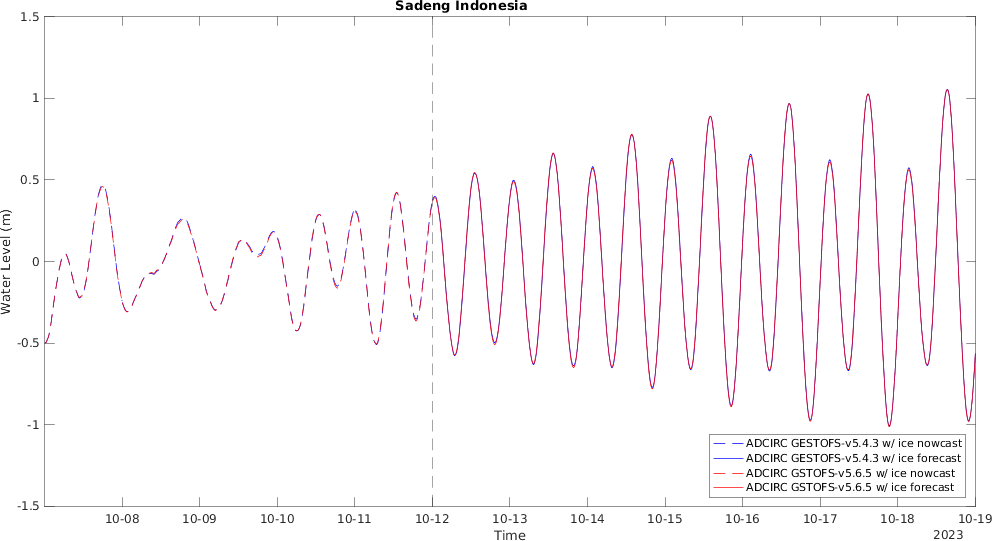 Sadeng Indonesia
1.5
1
0.5
0
-0.5
-1
-1.5
Water Level (m)
10-08 10-09 10-10 10-11 10-12 10-13 10-14 10-15 10-16 10-17 10-18 10-19
Time
2023
ADCIRC GESTOFS-v5.4.3 w/ ice nowcast
ADCIRC GESTOFS-v5.4.3 w/ ice forecast
ADCIRC GSTOFS-v5.6.5 w/ ice nowcast
ADCIRC GSTOFS-v5.6.5 w/ ice forecast